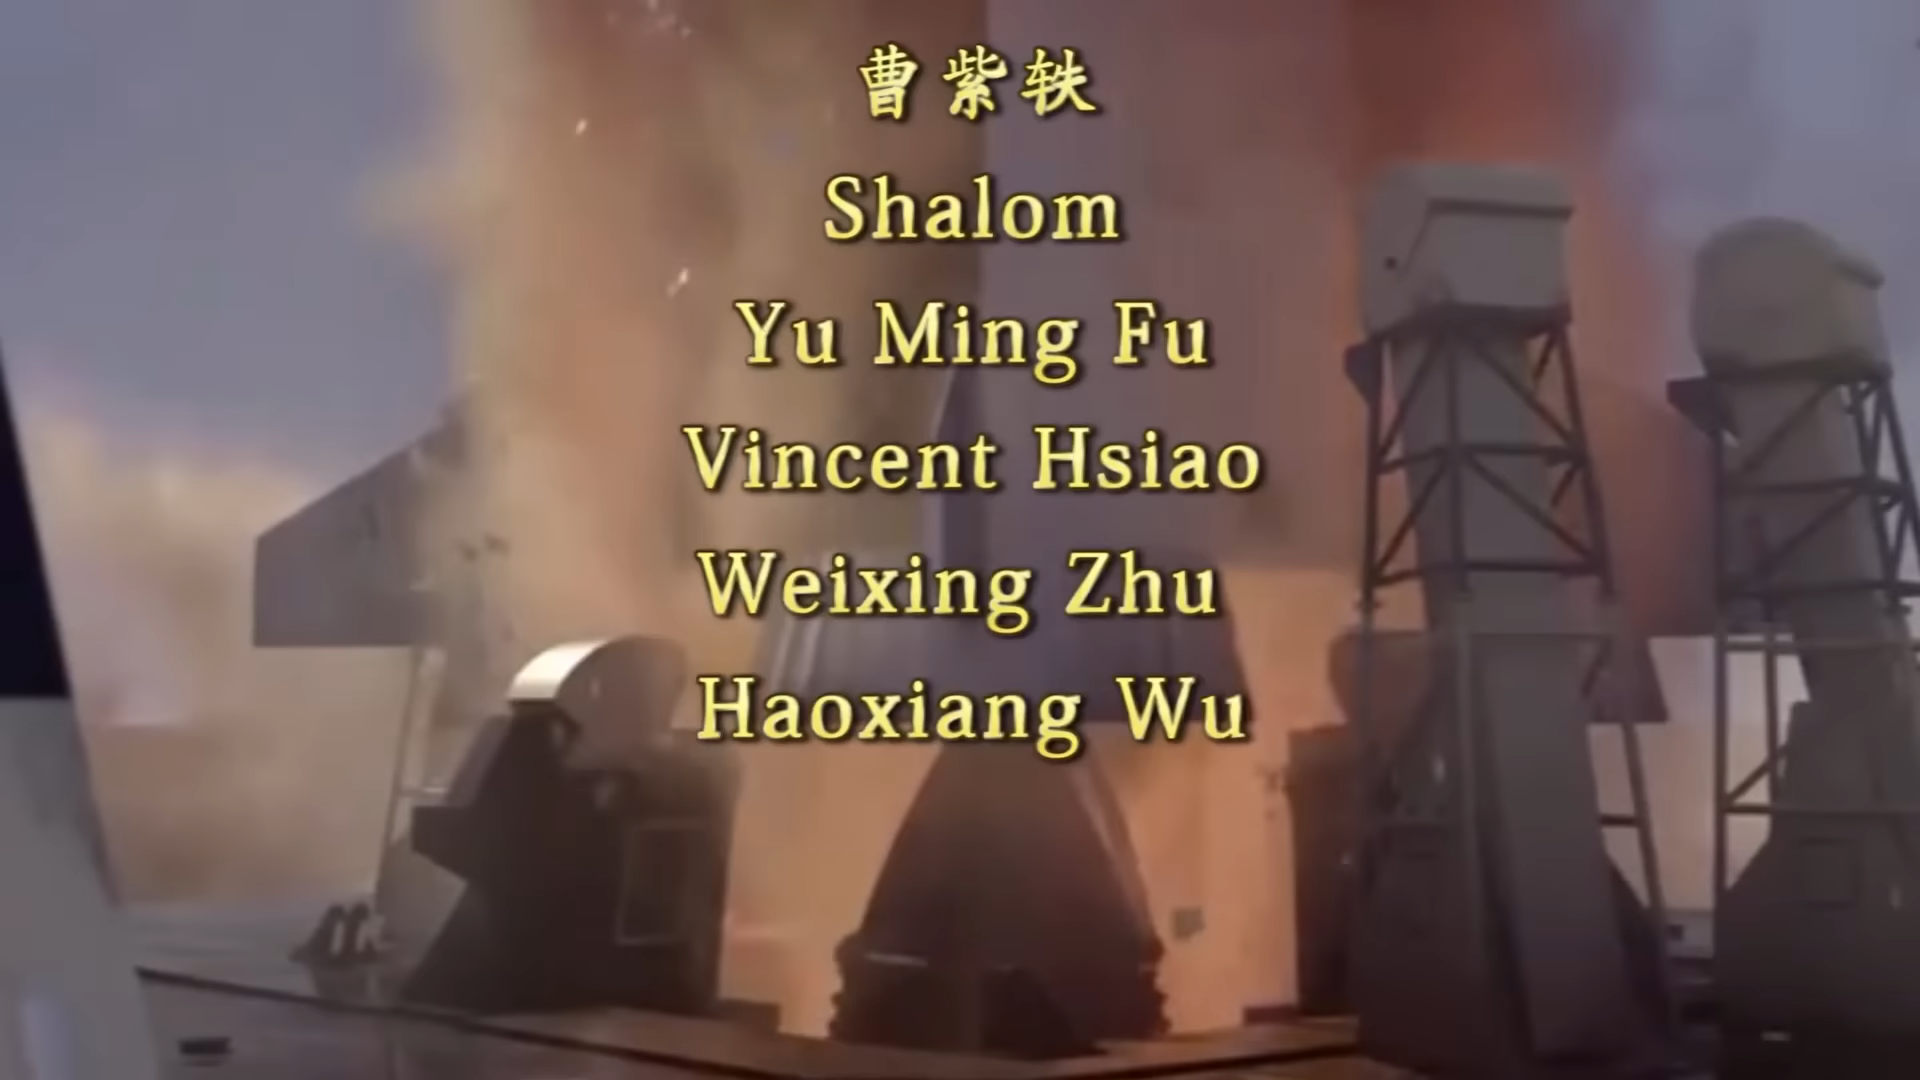 曹紫轶
Shalom
Yu Ming Fu
Vincent Hsiao
Weixing Zhu
Haoxiang Wu